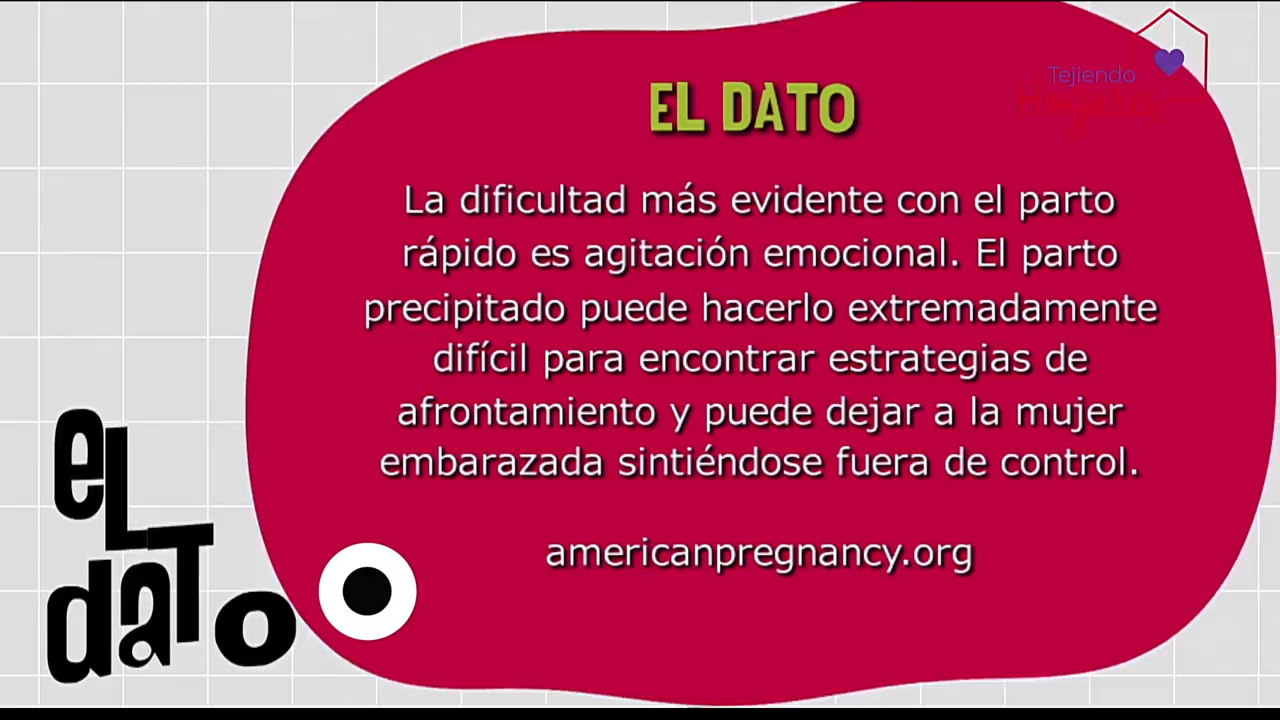 Tejiendo
Hogares
EL DATO
La dificultad más evidente con el parto
rápido es agitación emocional. El parto
precipitado puede hacerlo extremadamente
difícil para encontrar estrategias de
afrontamiento y puede dejar a la mujer
embarazada sintiéndose fuera de control.
americanpregnancy.org
eL
daTo